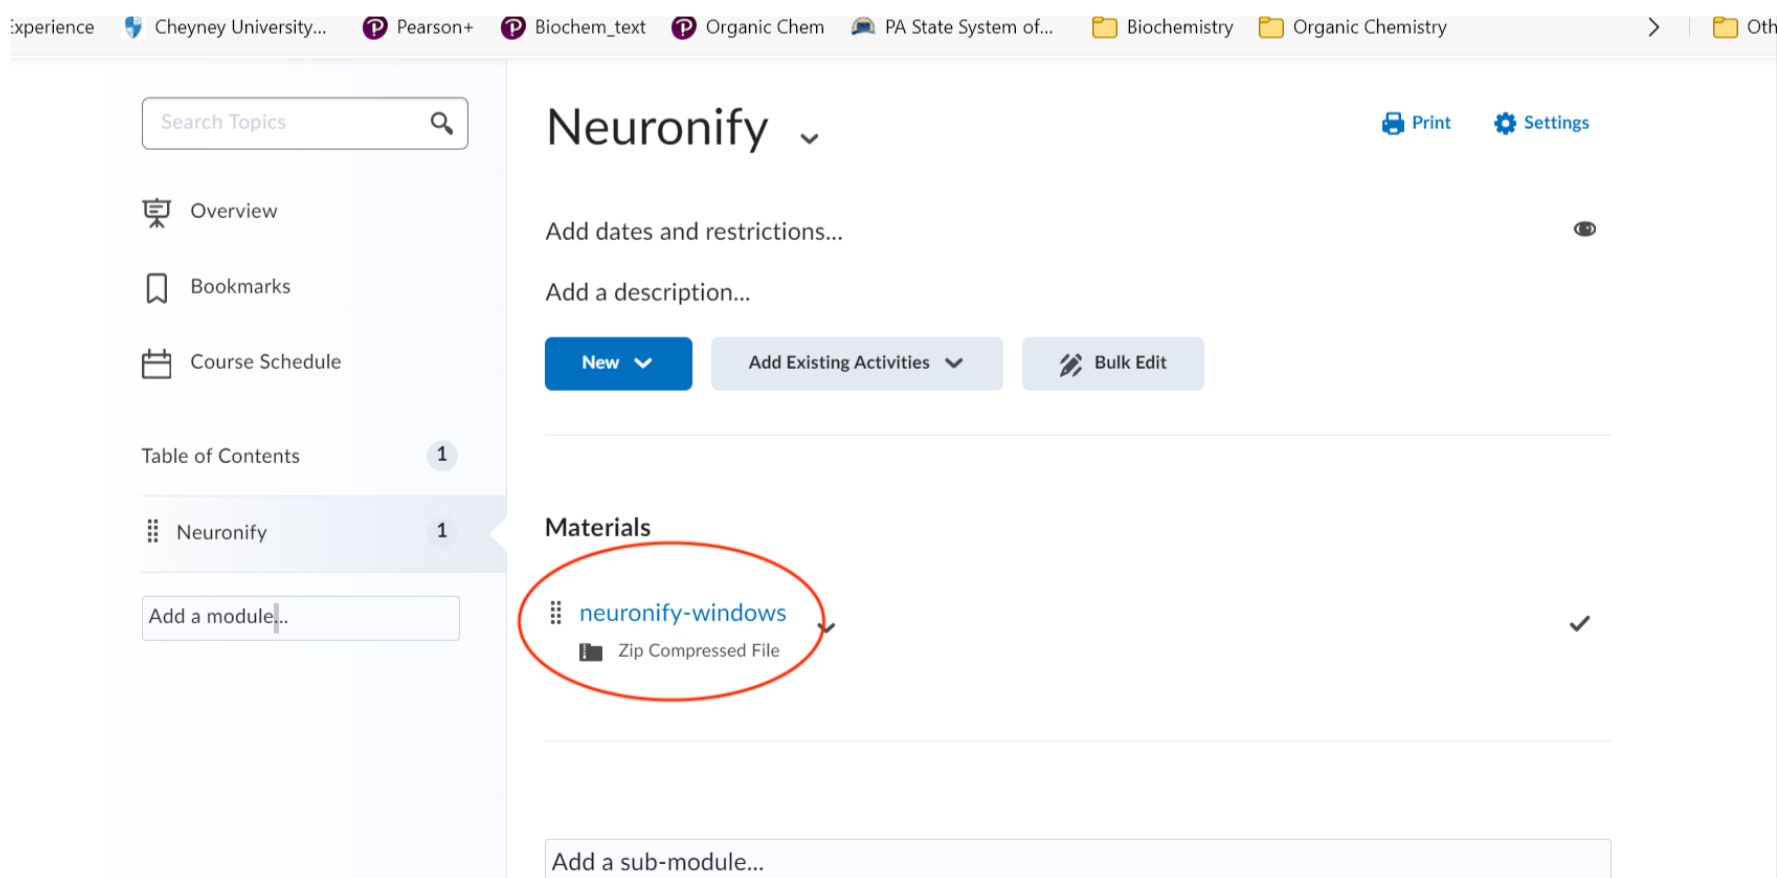 xperience Cheyney University... Pearson+ Biochem_text Organic Chem PA State System of... Biochemistry Organic Chemistry Oth
Search Topics
Overview
Bookmarks
Course Schedule
Table of Contents 1
Neuronify 1
Add a module...
Neuronify
Print Settings
Add dates and restrictions...
Add a description...
New Add Existing Activities Bulk Edit
Materials
neuronify-windows
Zip Compressed File
Add a sub-module...